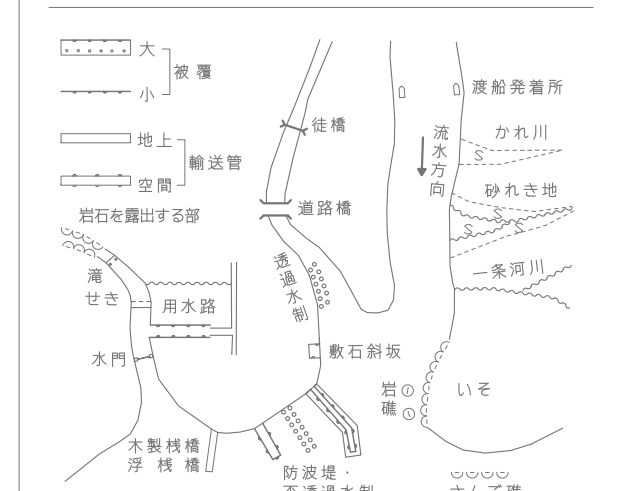 大
被覆
小
地上
輸送管
空間
岩石を露出する部
滝
せき
用水路
水門
木製桟橋
浮桟橋
徒橋
道路橋
透過水制
敷石斜坂
防波堤・
流水方向
渡船発着所
かれ川
S
砂れき地
S
S
S
一条河川
岩礁
いそ